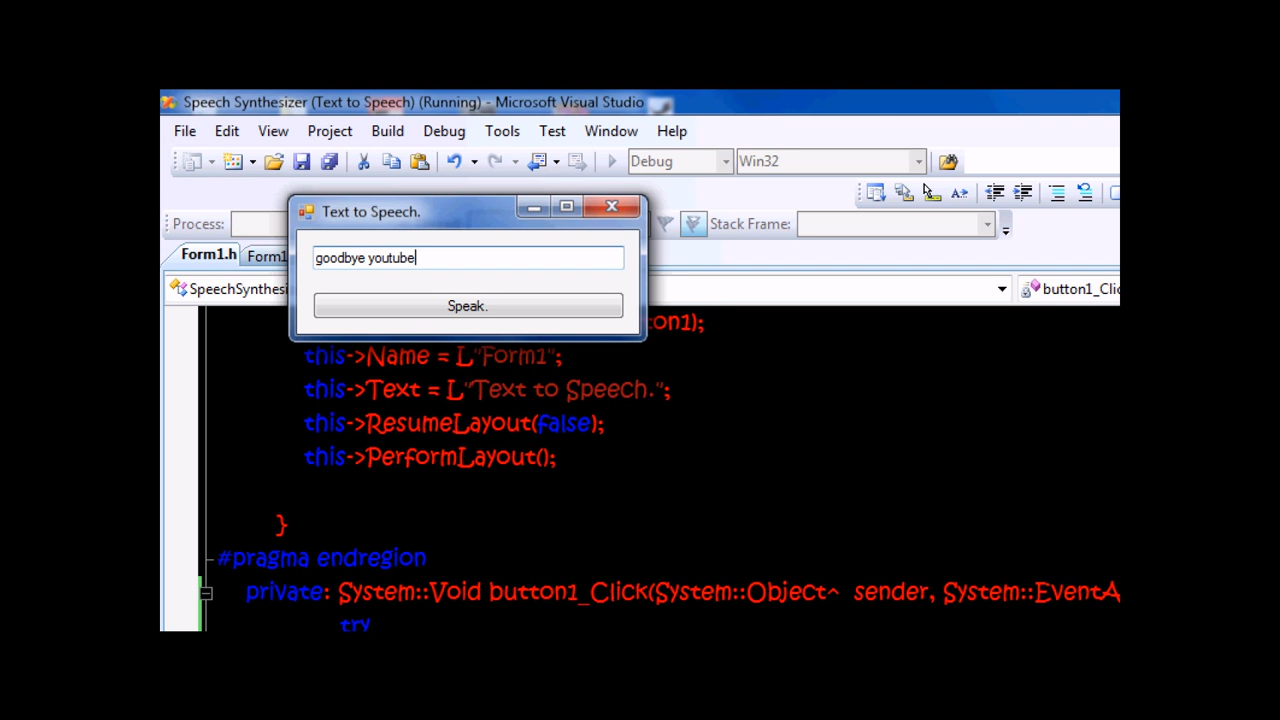 Speech Synthesizer (Text to Speech) (Running) - Microsoft Visual Studio
File Edit View Project Build Debug Tools Test Window Help
Debug Win32
Text to Speech.
Process: Stack Frame:
Form1.h Form1
goodbye youtube
SpeechSynthesi button1_Clic
Speak.
ton1);
this->Name = L"Form1";
this->Text = L"Text to Speech.";
this->ResumeLayout(false);
this->PerformLayout();
}
#pragma endregion
private: System::Void button1_Click(System::Object^ sender, System::EventA
try